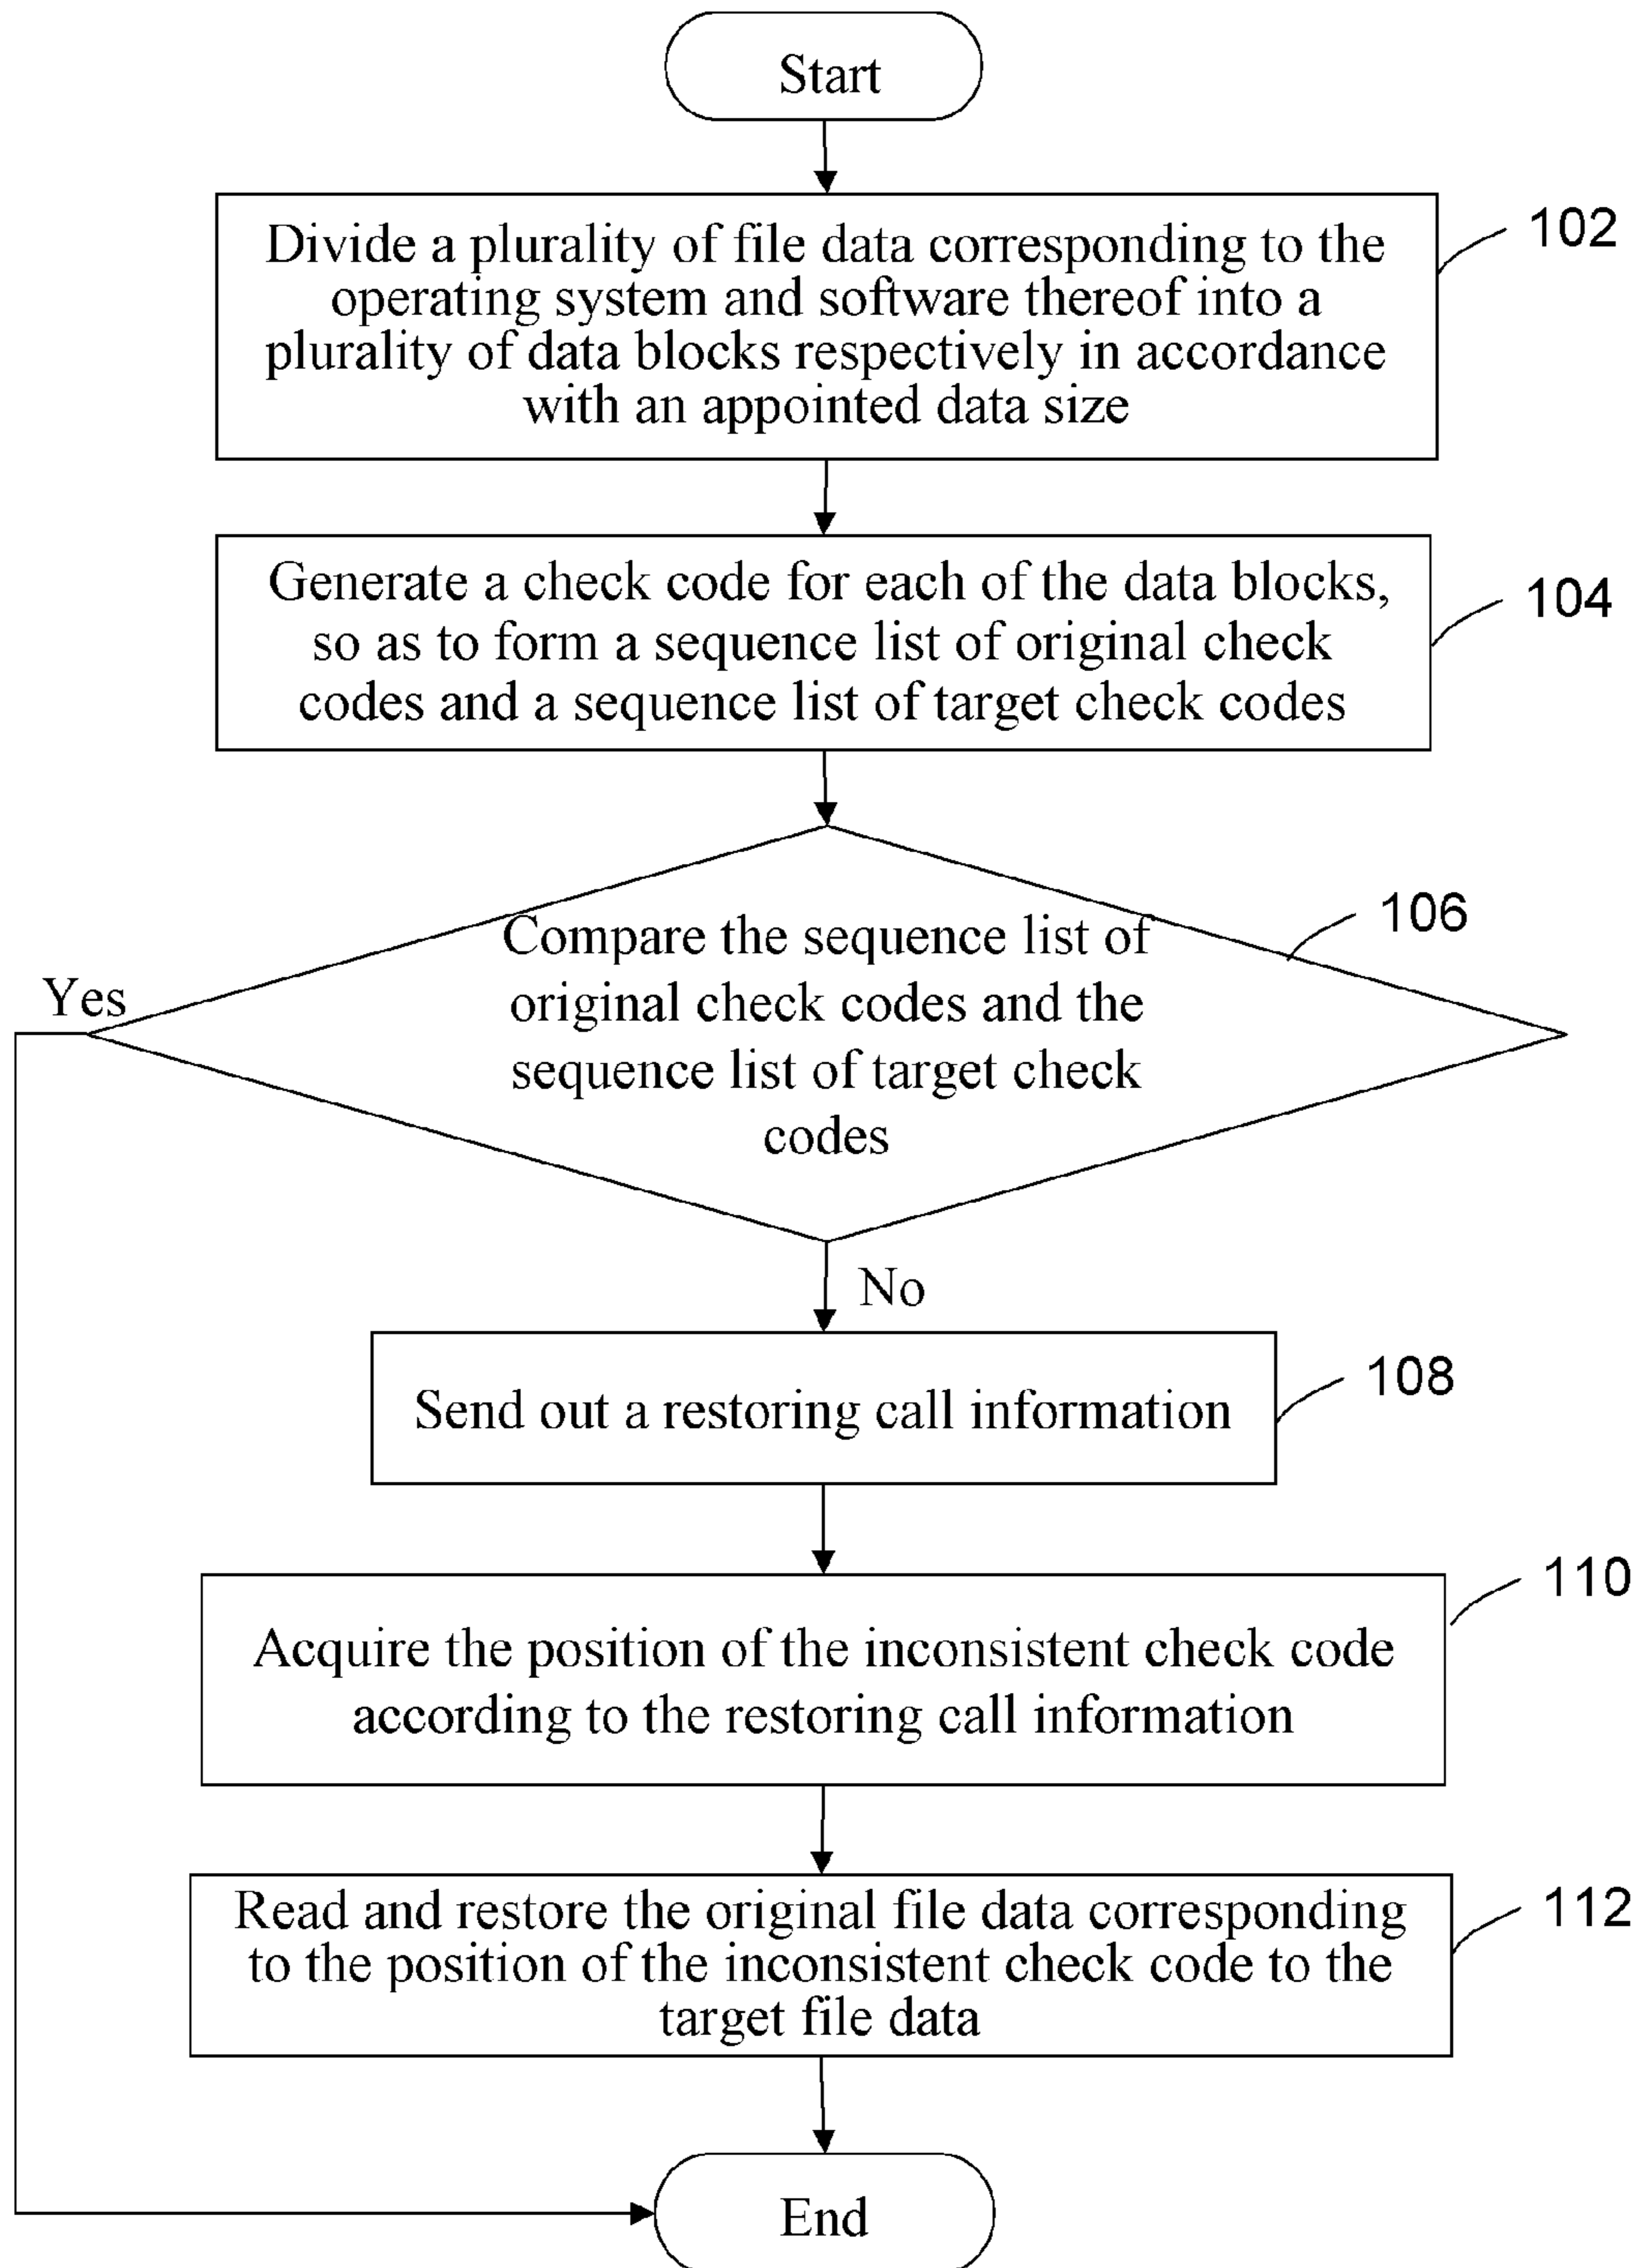 Start
102
Divide a plurality of file data corresponding to the
operating system and software thereof into a
plurality of data blocks respectively in accordance
with an appointed data size
104
Generate a check code for each of the data blocks,
so as to form a sequence list of original check
codes and a sequence list of target check codes
106
Compare the sequence list of
original check codes and the
sequence list of target check
codes
Yes
No
108
Send out a restoring call information
110
Acquire the position of the inconsistent check code
according to the restoring call information
112
Read and restore the original file data corresponding
to the position of the inconsistent check code to the
target file data
End